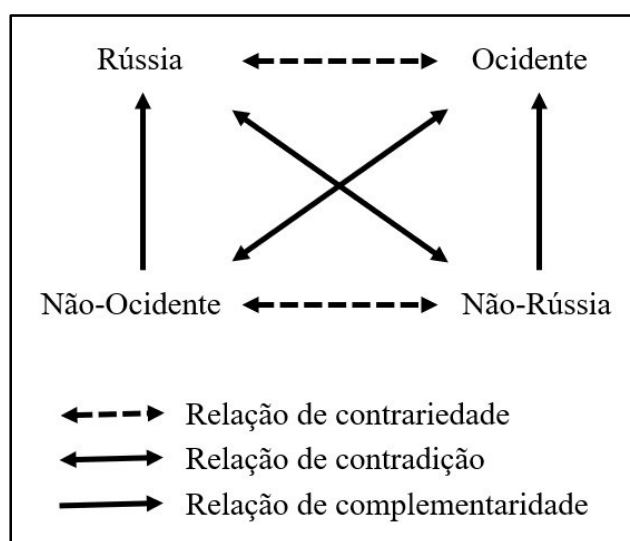 Rússia Ocidente
Não-Ocidente Não-Rússia
Relação de contrariedade
Relação de contradição
Relação de complementaridade